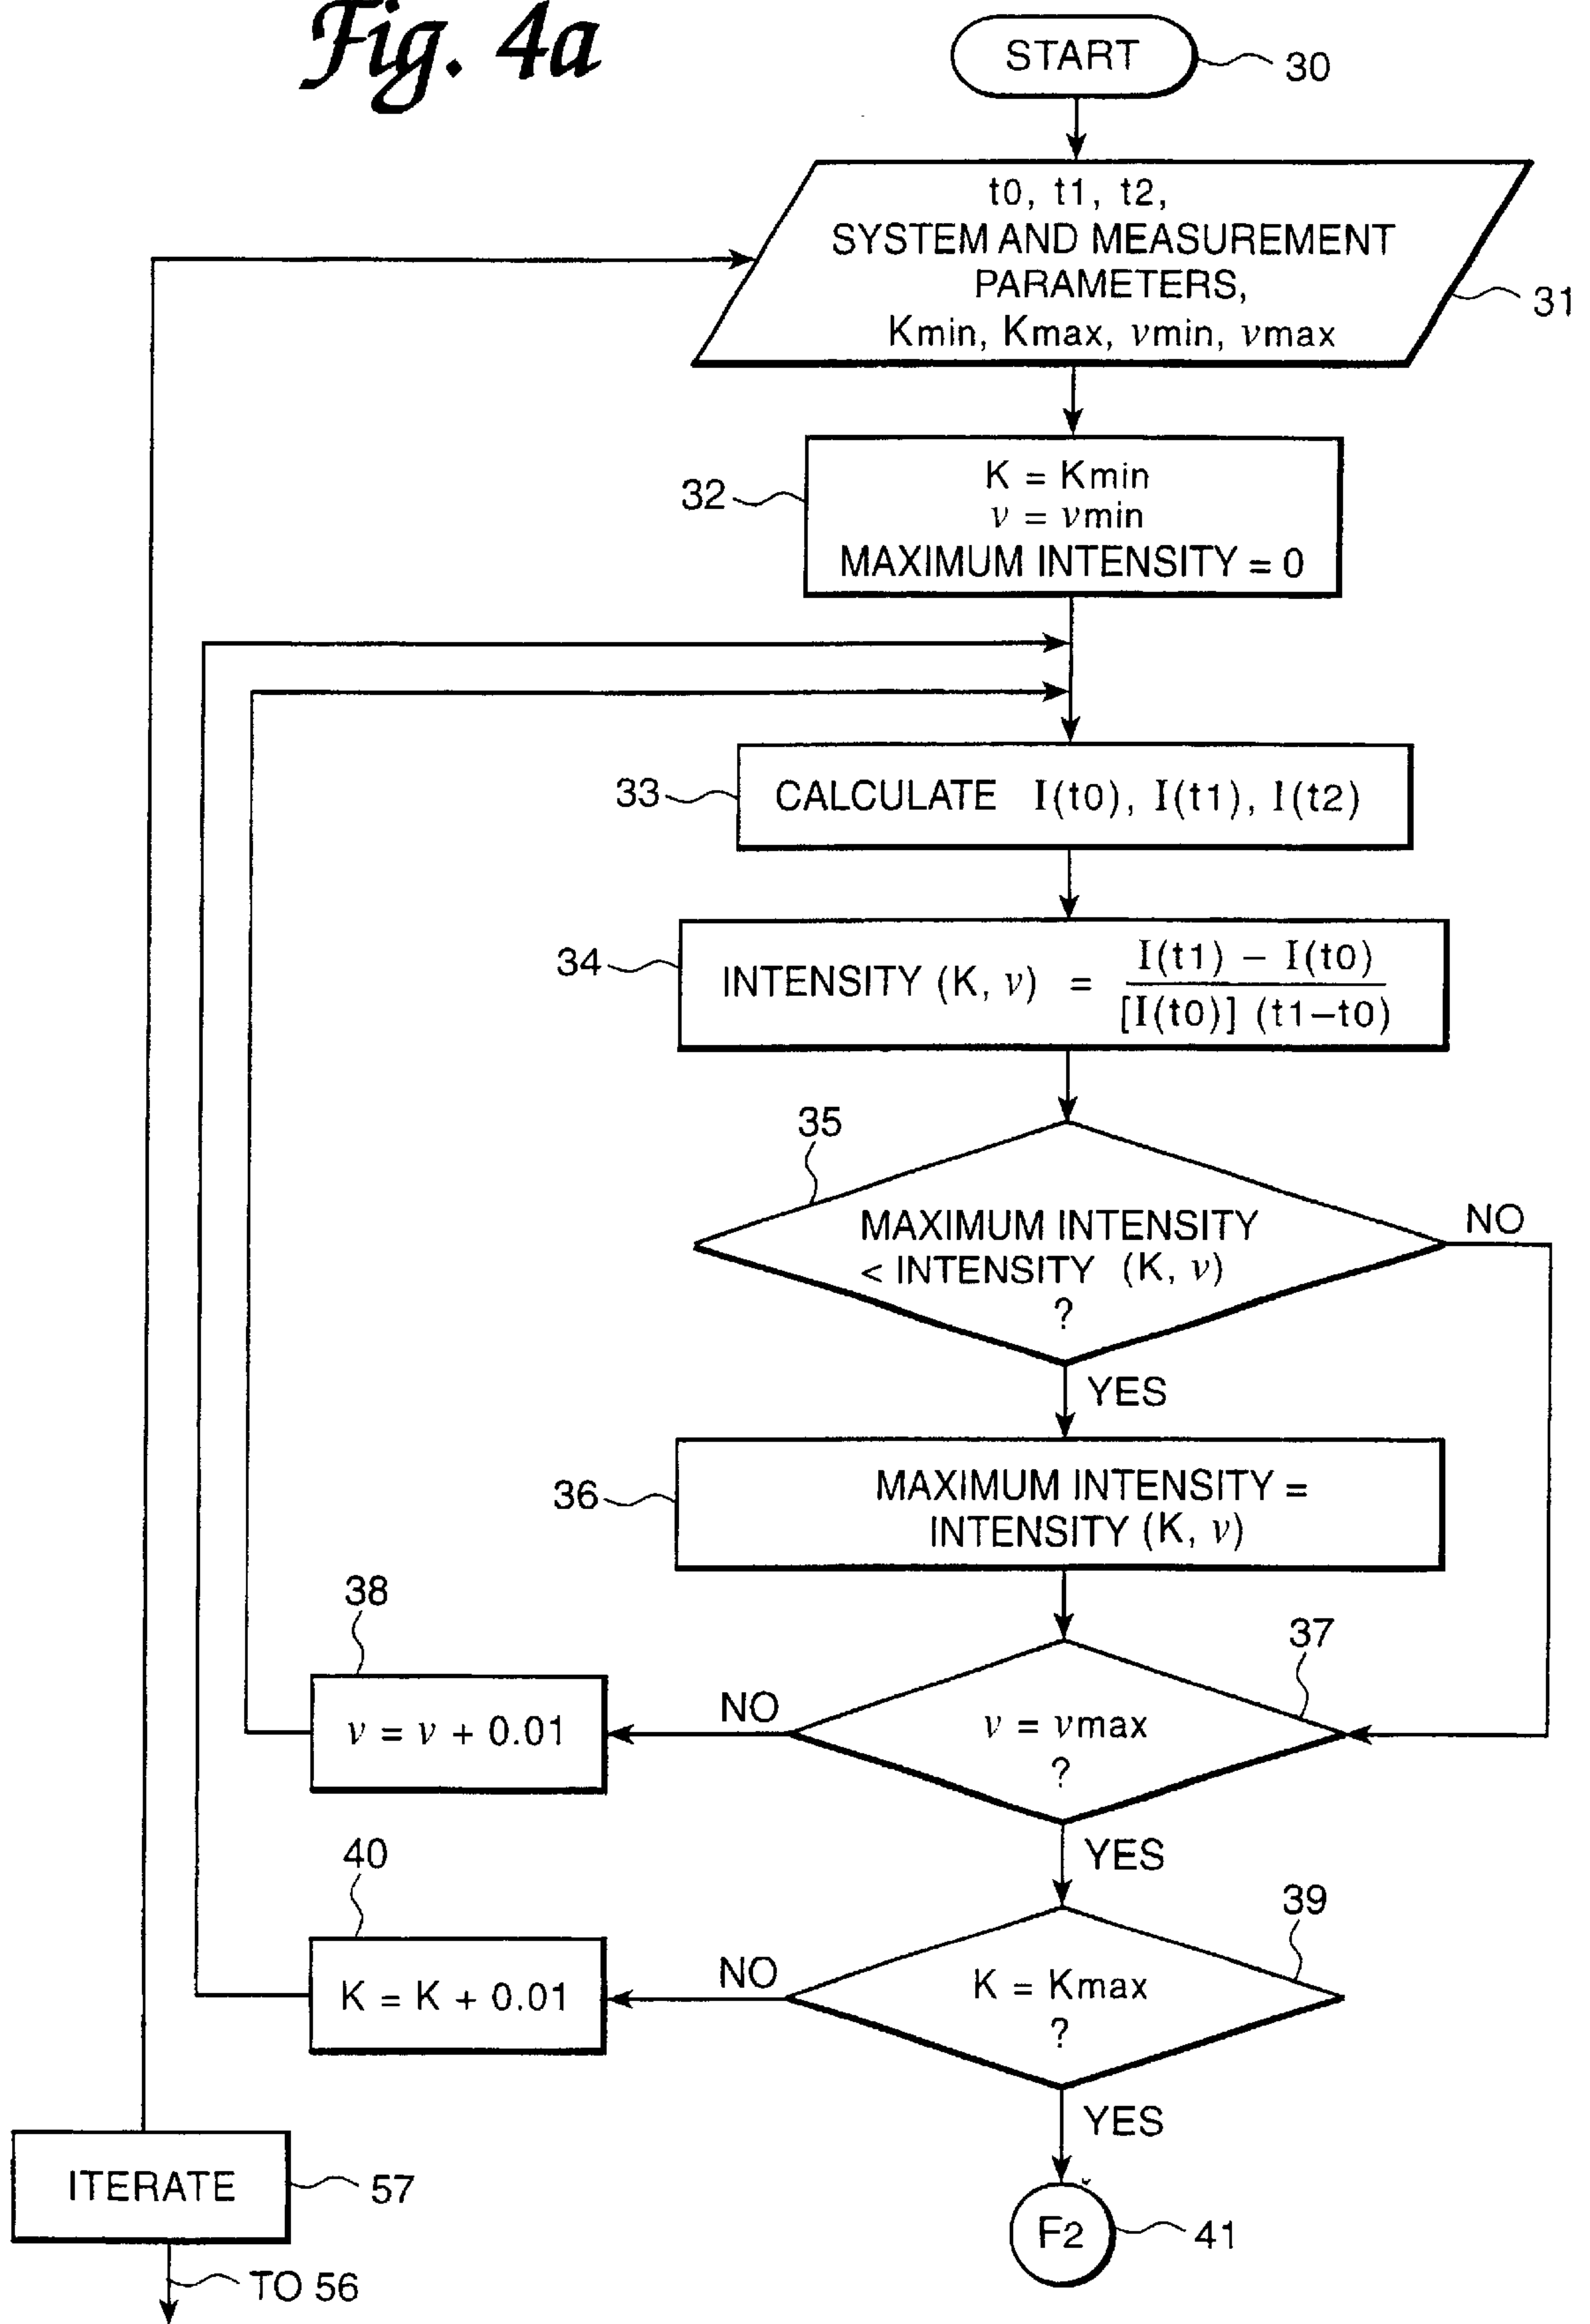 Fig. 4a
START
30
t0, t1, t2,
SYSTEM AND MEASUREMENT
PARAMETERS,
Kmin, Kmax, νmin, νmax
31
32
K = Kmin
ν = νmin
MAXIMUM INTENSITY = 0
33
CALCULATE I(t0), I(t1), I(t2)
34
INTENSITY (K, ν) =
I(t1) − I(t0)
[I(t0)] (t1−t0)
35
MAXIMUM INTENSITY
< INTENSITY (K, ν)
?
NO
YES
36
MAXIMUM INTENSITY =
INTENSITY (K, ν)
38
ν = ν + 0.01
NO
37
ν = νmax
?
YES
40
K = K + 0.01
NO
39
K = Kmax
?
YES
ITERATE
57
F2
41
TO 56